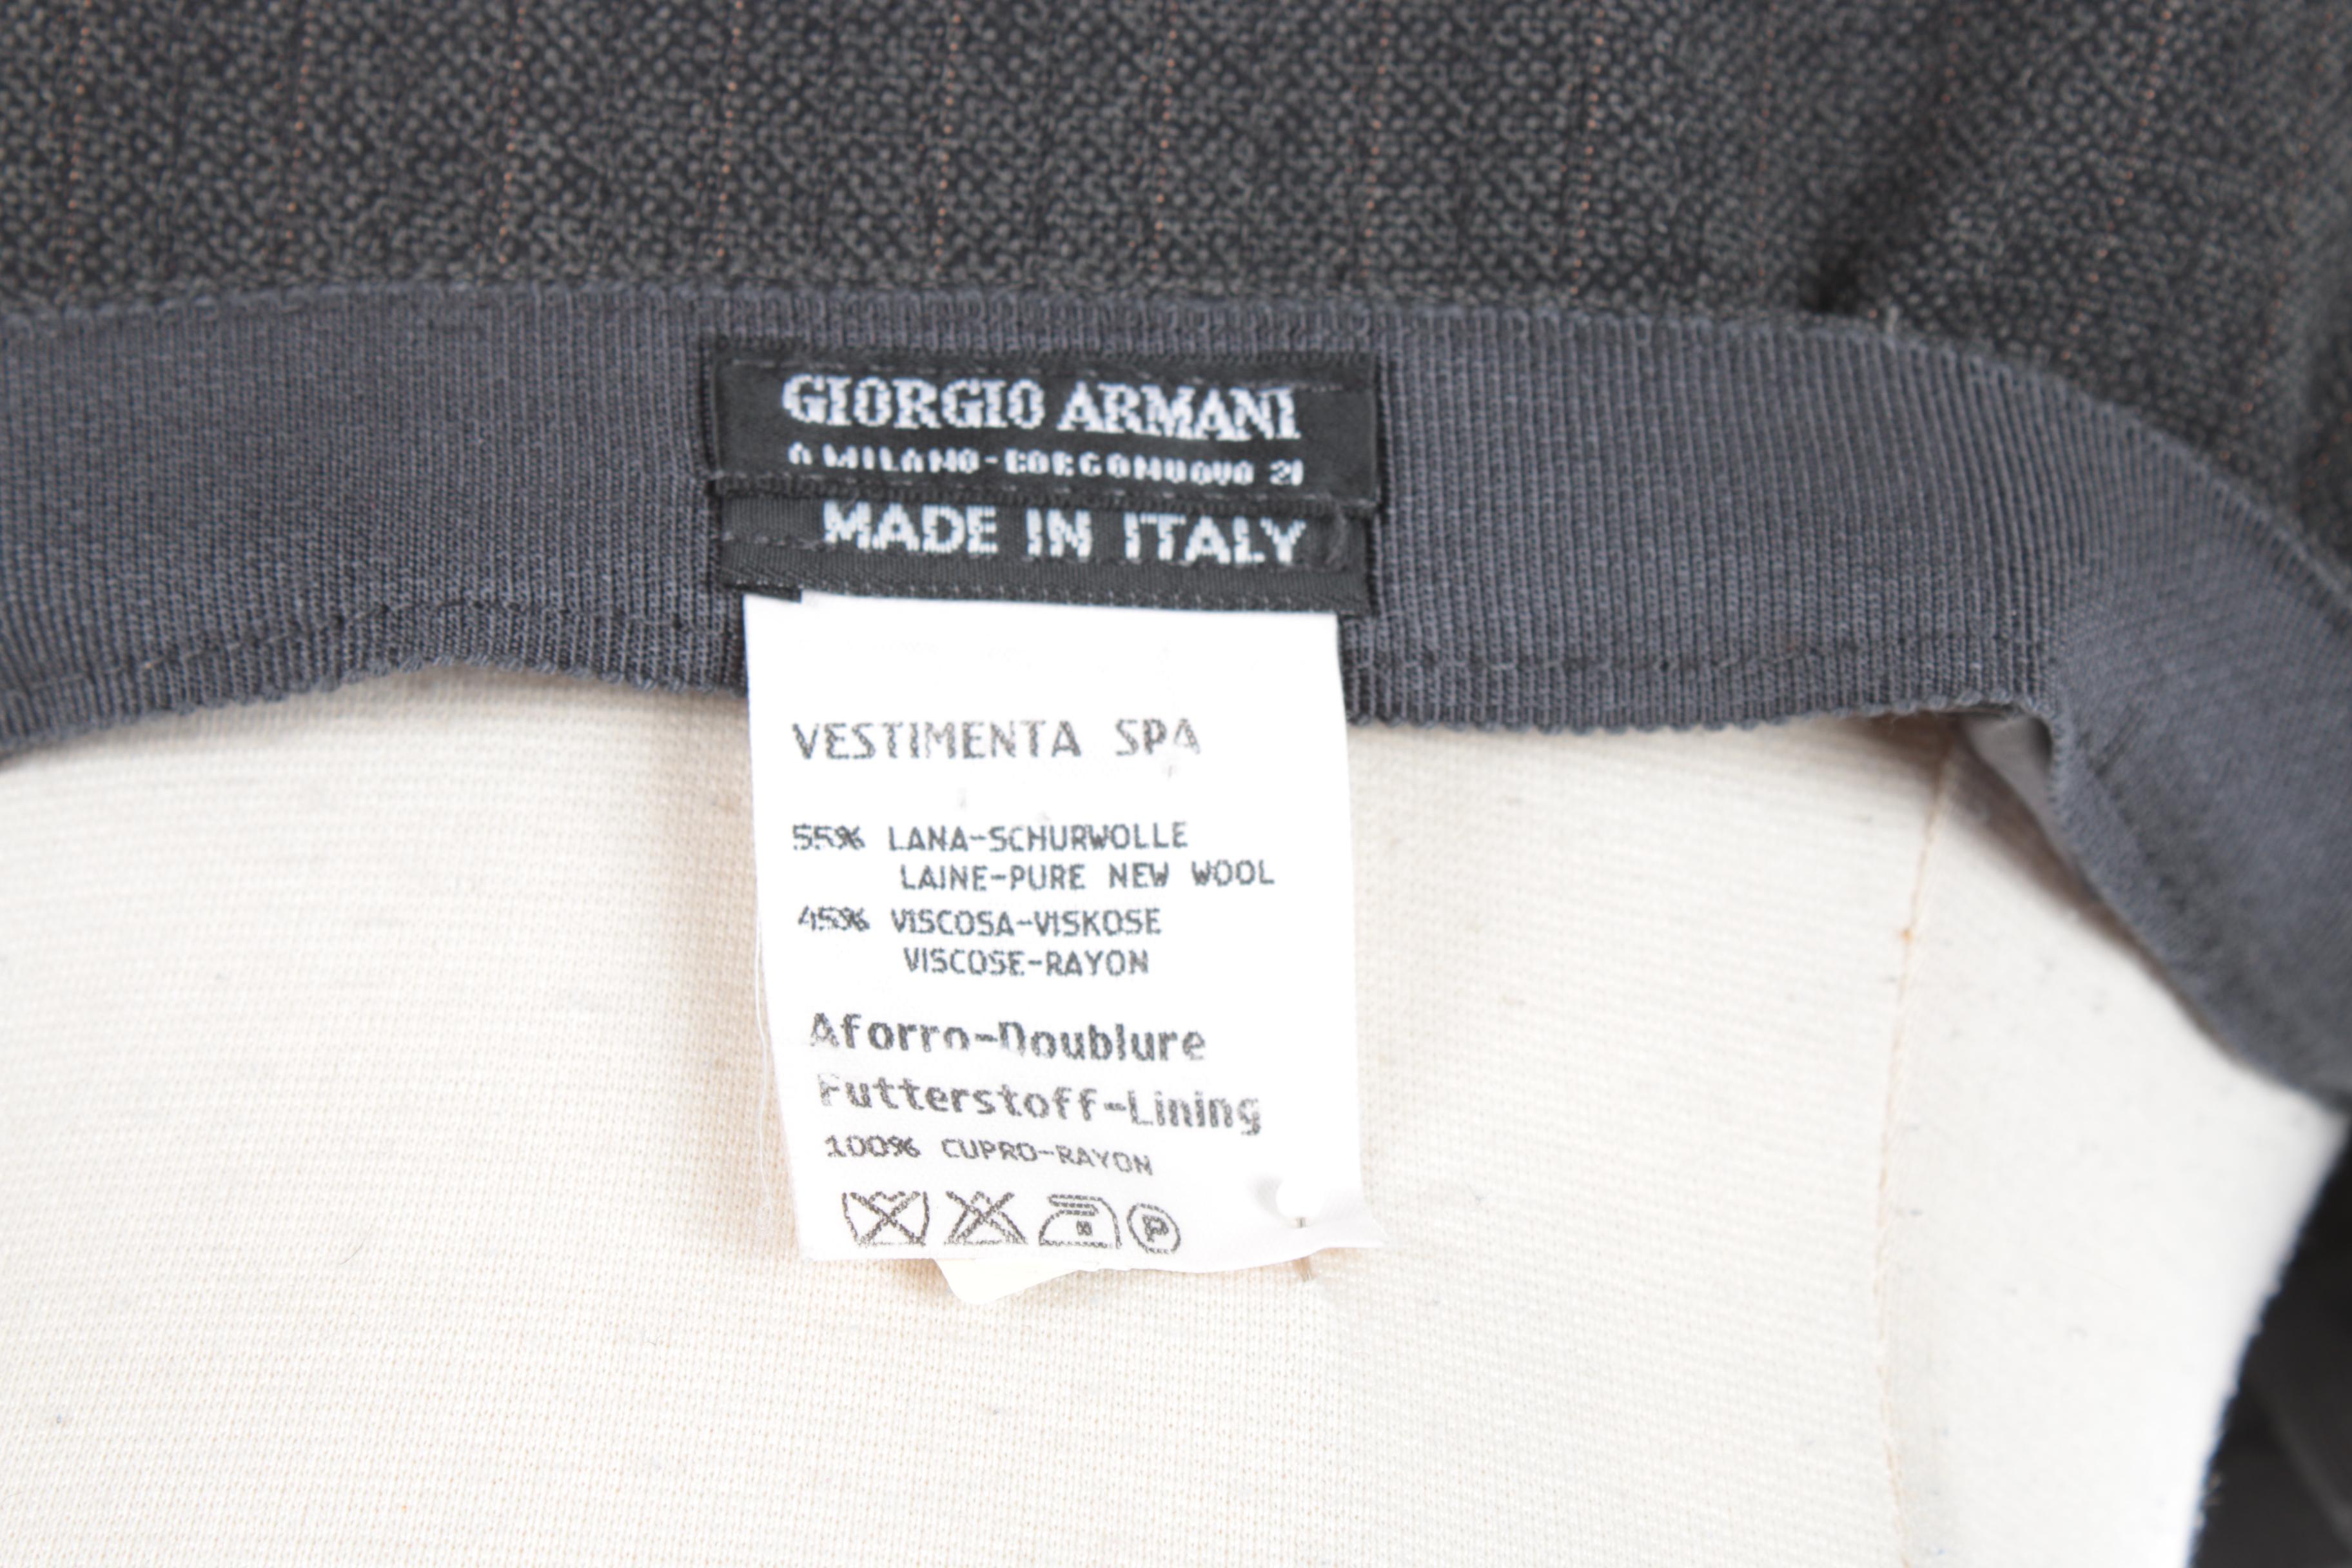 GIORGIO ARMANI
A MILANO-BORGONUOVO 21
MADE IN ITALY
VESTIMENTA SPA
55% LANA-SCHURWOLLE
LAINE-PURE NEW WOOL
45% VISCOSA-VISKOSE
VISCOSE-RAYON
Aforro-Doublure
Futterstoff-Lining
100% CUPRO-RAYON
P